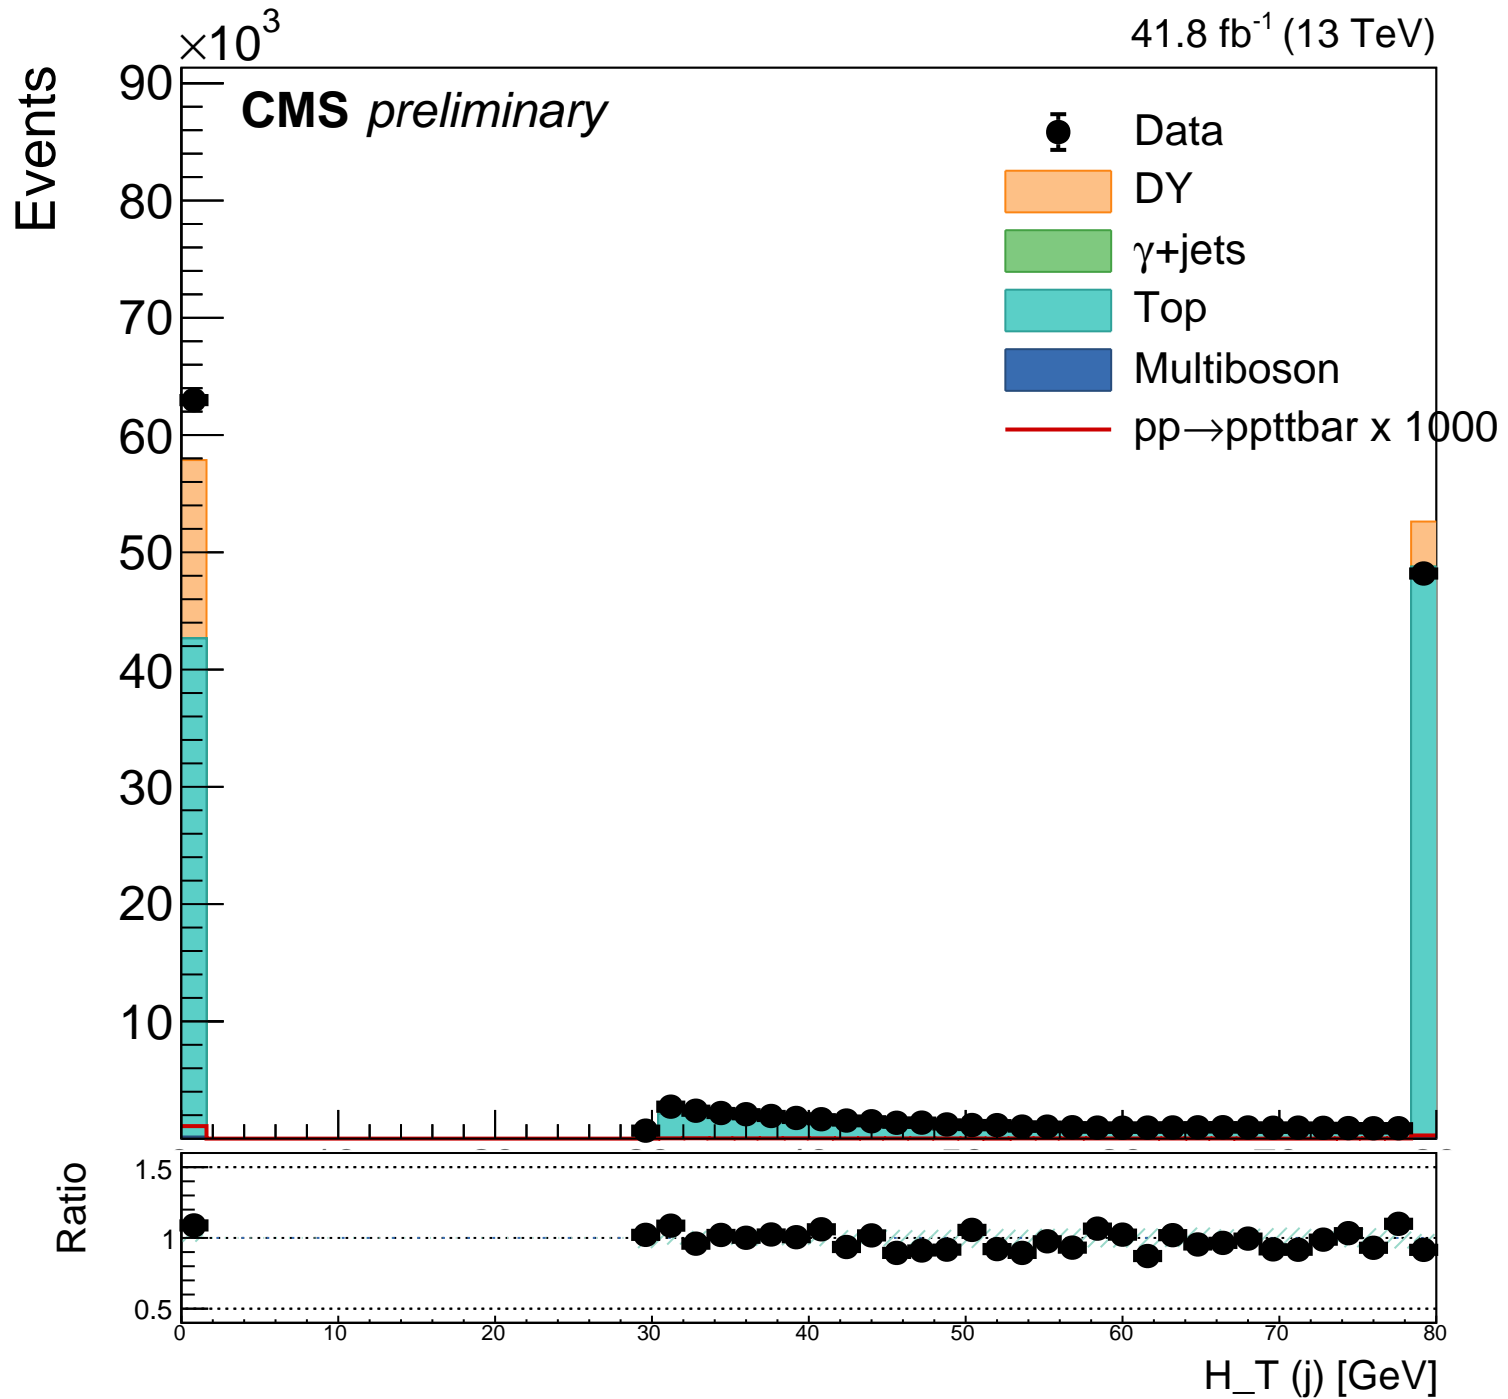 ×10³
41.8 fb⁻¹ (13 TeV)
Events
CMS preliminary
Data
DY
γ+jets
Top
Multiboson
pp→ppttbar x 1000
90
80
70
60
50
40
30
20
10
Ratio
1.5
1
0.5
0 10 20 30 40 50 60 70 80
H_T (j) [GeV]